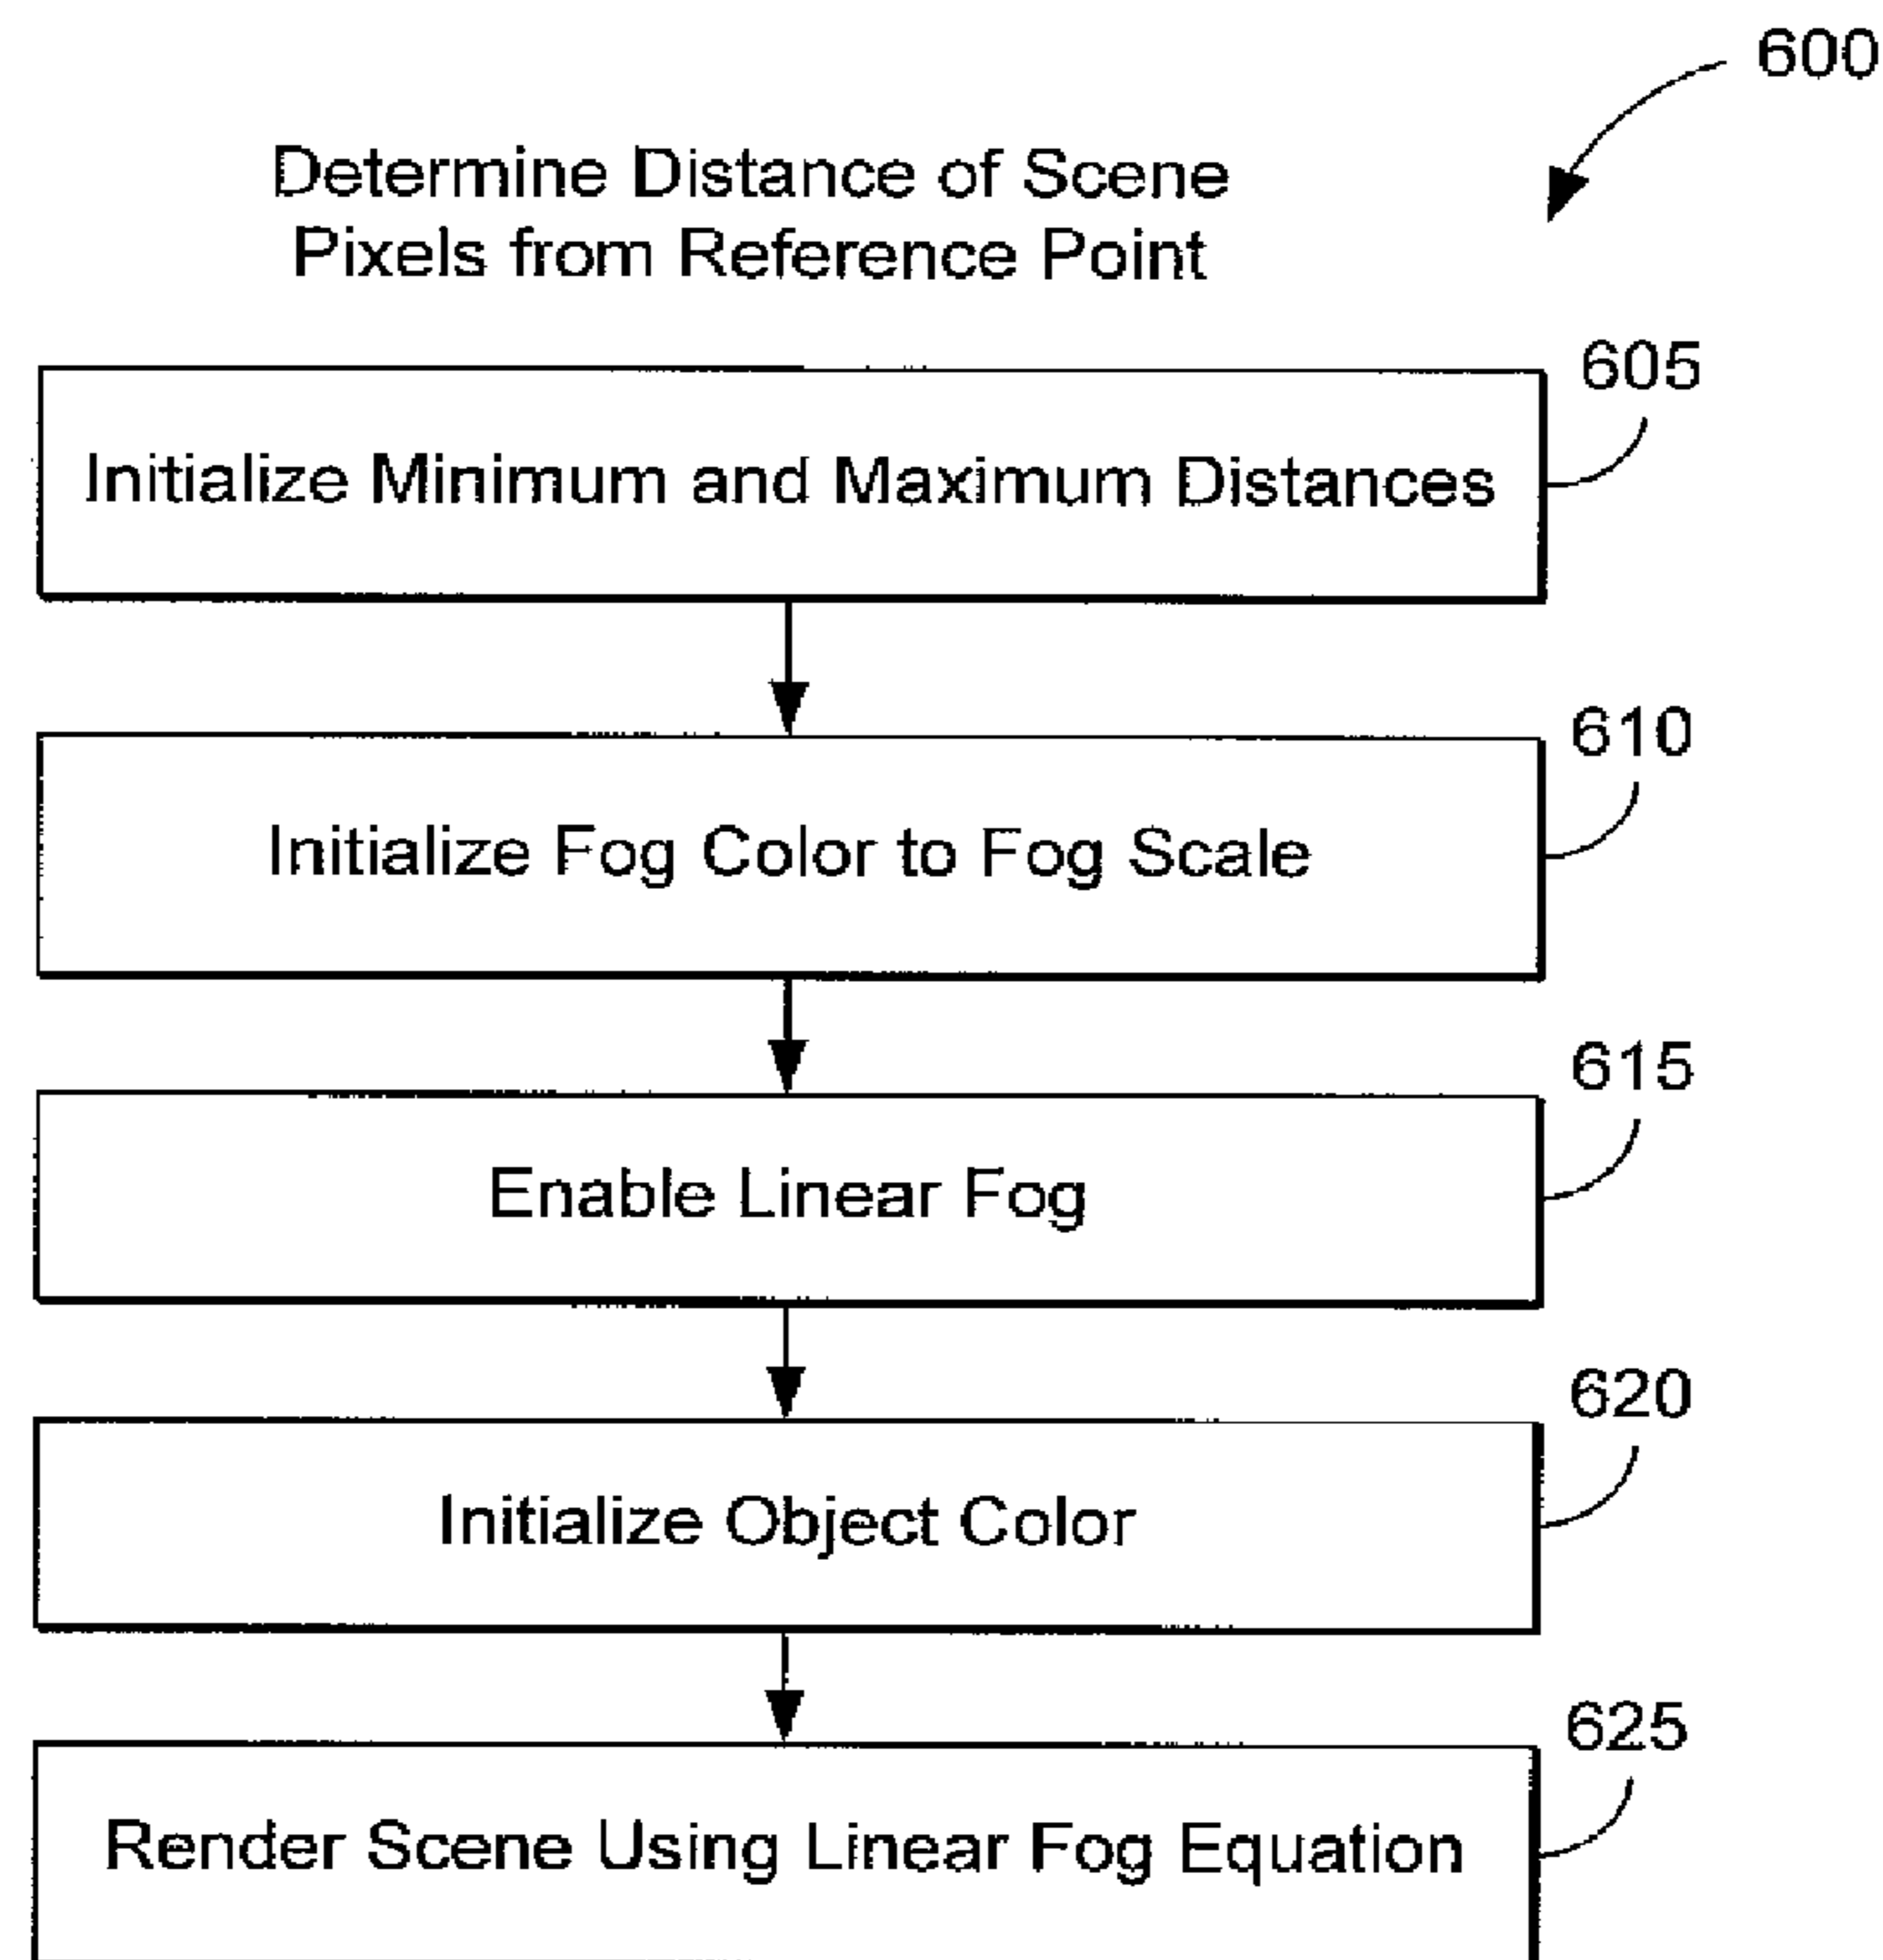 600
Determine Distance of Scene
Pixels from Reference Point
605
Initialize Minimum and Maximum Distances
610
Initialize Fog Color to Fog Scale
615
Enable Linear Fog
620
Initialize Object Color
625
Render Scene Using Linear Fog Equation